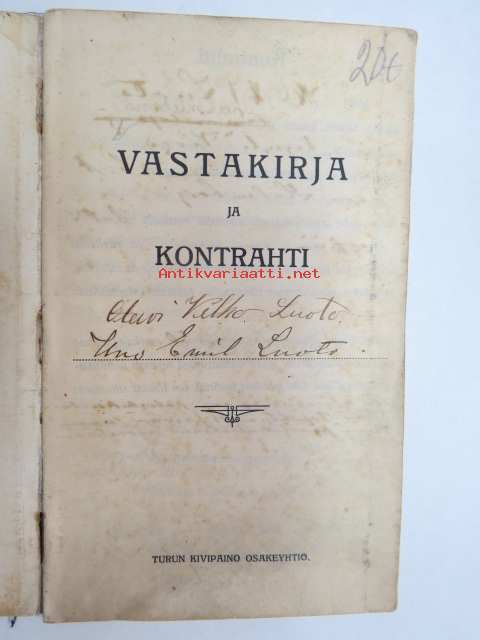 20€
VASTAKIRJA
JA
KONTRAHTI
Antikvariaatti.net
Olavi Veikko Luoto.
Uno Emil Luoto.
TURUN KIVIPAINO OSAKEYHTIÖ.